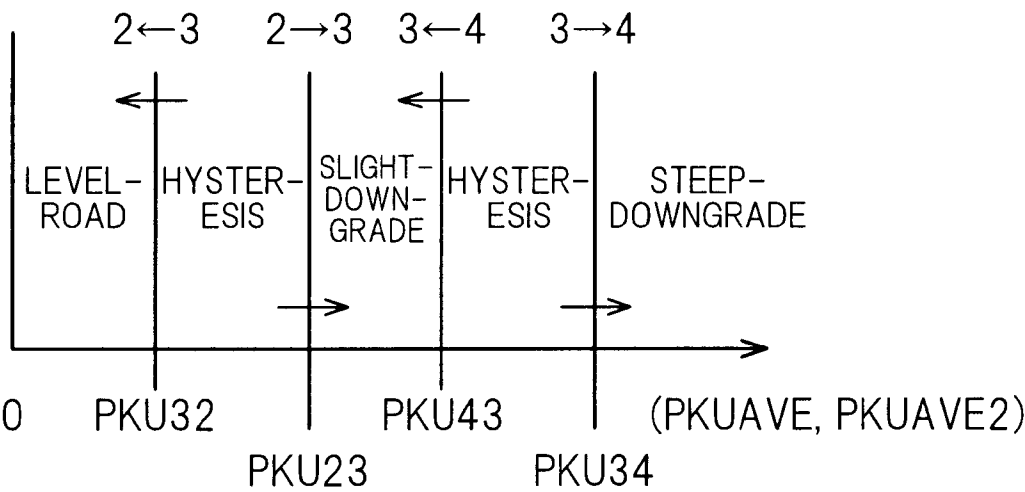 2←3 2→3 3←4 3→4
LEVEL-
ROAD
HYSTER-
ESIS
SLIGHT-
DOWN-
GRADE
HYSTER-
ESIS
STEEP-
DOWNGRADE
0 PKU32 PKU43 (PKUAVE, PKUAVE2)
PKU23 PKU34